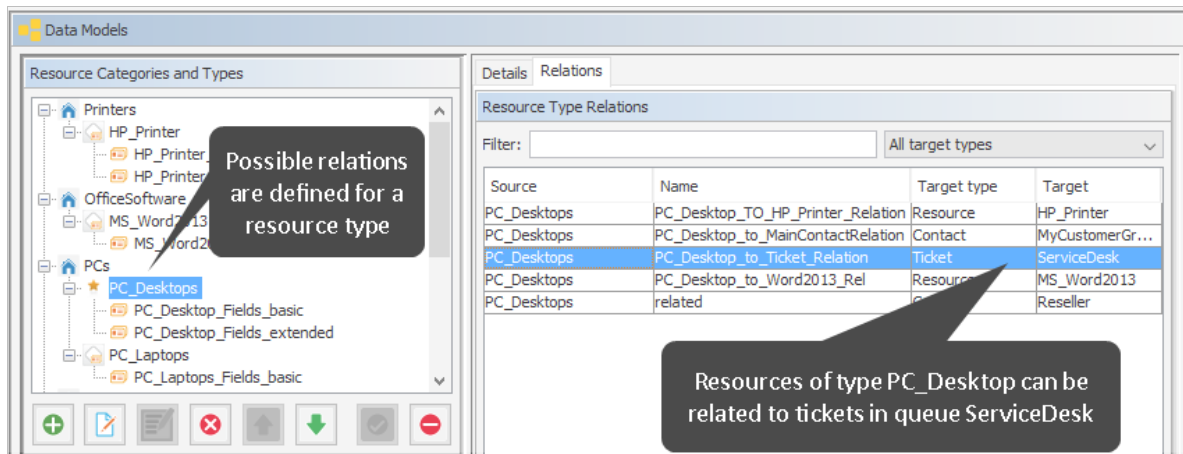 Data Models
Resource Categories and Types
Printers
HP_Printer
HP_Printer_
HP_Printer
OfficeSoftware
MS_Word2013
MS_Word20
PCs
PC_Desktops
PC_Desktop_Fields_basic
PC_Desktop_Fields_extended
PC_Laptops
PC_Laptops_Fields_basic
Possible relations
are defined for a
resource type
Details Relations
Resource Type Relations
Filter: All target types
Source Name Target type Target
PC_Desktops PC_Desktop_TO_HP_Printer_Relation Resource HP_Printer
PC_Desktops PC_Desktop_to_MainContactRelation Contact MyCustomerGr...
PC_Desktops PC_Desktop_to_Ticket_Relation Ticket ServiceDesk
PC_Desktops PC_Desktop_to_Word2013_Rel Resource MS_Word2013
PC_Desktops related Reseller
Resources of type PC_Desktop can be
related to tickets in queue ServiceDesk